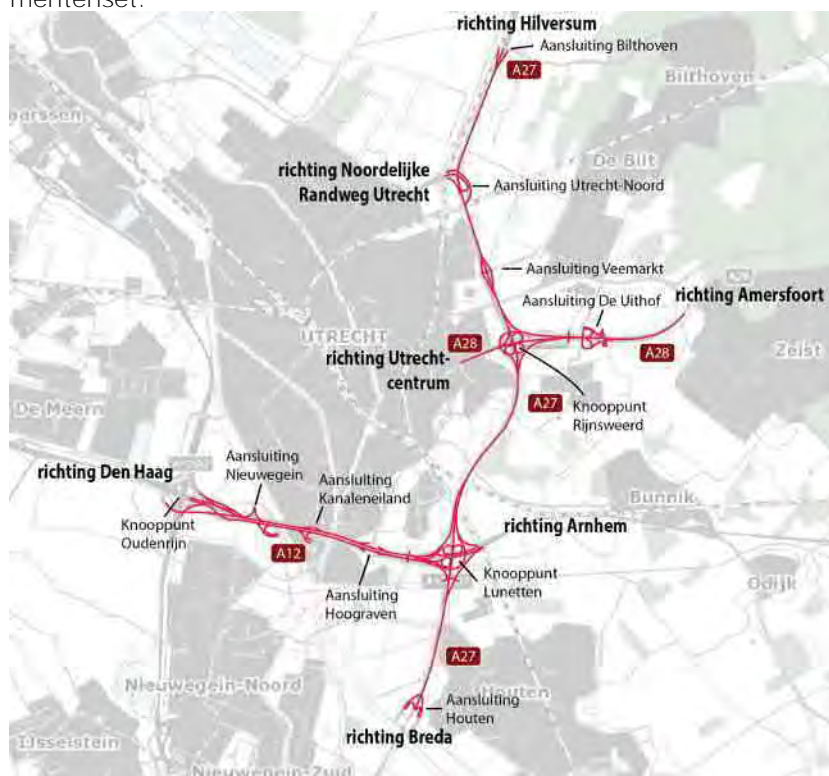 mentenset.
richting Hilversum
Aansluiting Bilthoven
A27
Bilthoven
richting Noordelijke
Randweg Utrecht
De Bilt
Aansluiting Utrecht-Noord
Aansluiting Veemarkt
Aansluiting De Uithof
richting Amersfoort
UTRECHT
richting Utrecht-
centrum
A28
A28
Zeist
De Meern
A27
Knooppunt
Rijnsweerd
richting Den Haag
Aansluiting
Nieuwegein
Aansluiting
Kanaleneiland
Bunnik
Knooppunt
Oudenrijn
richting Arnhem
A12
Aansluiting
Hoograven
Knooppunt
Lunetten
Odijk
A27
Nieuwegein-Noord
Aansluiting
Houten
Houten
IJsselstein
richting Breda
Nieuwegein-Zuid